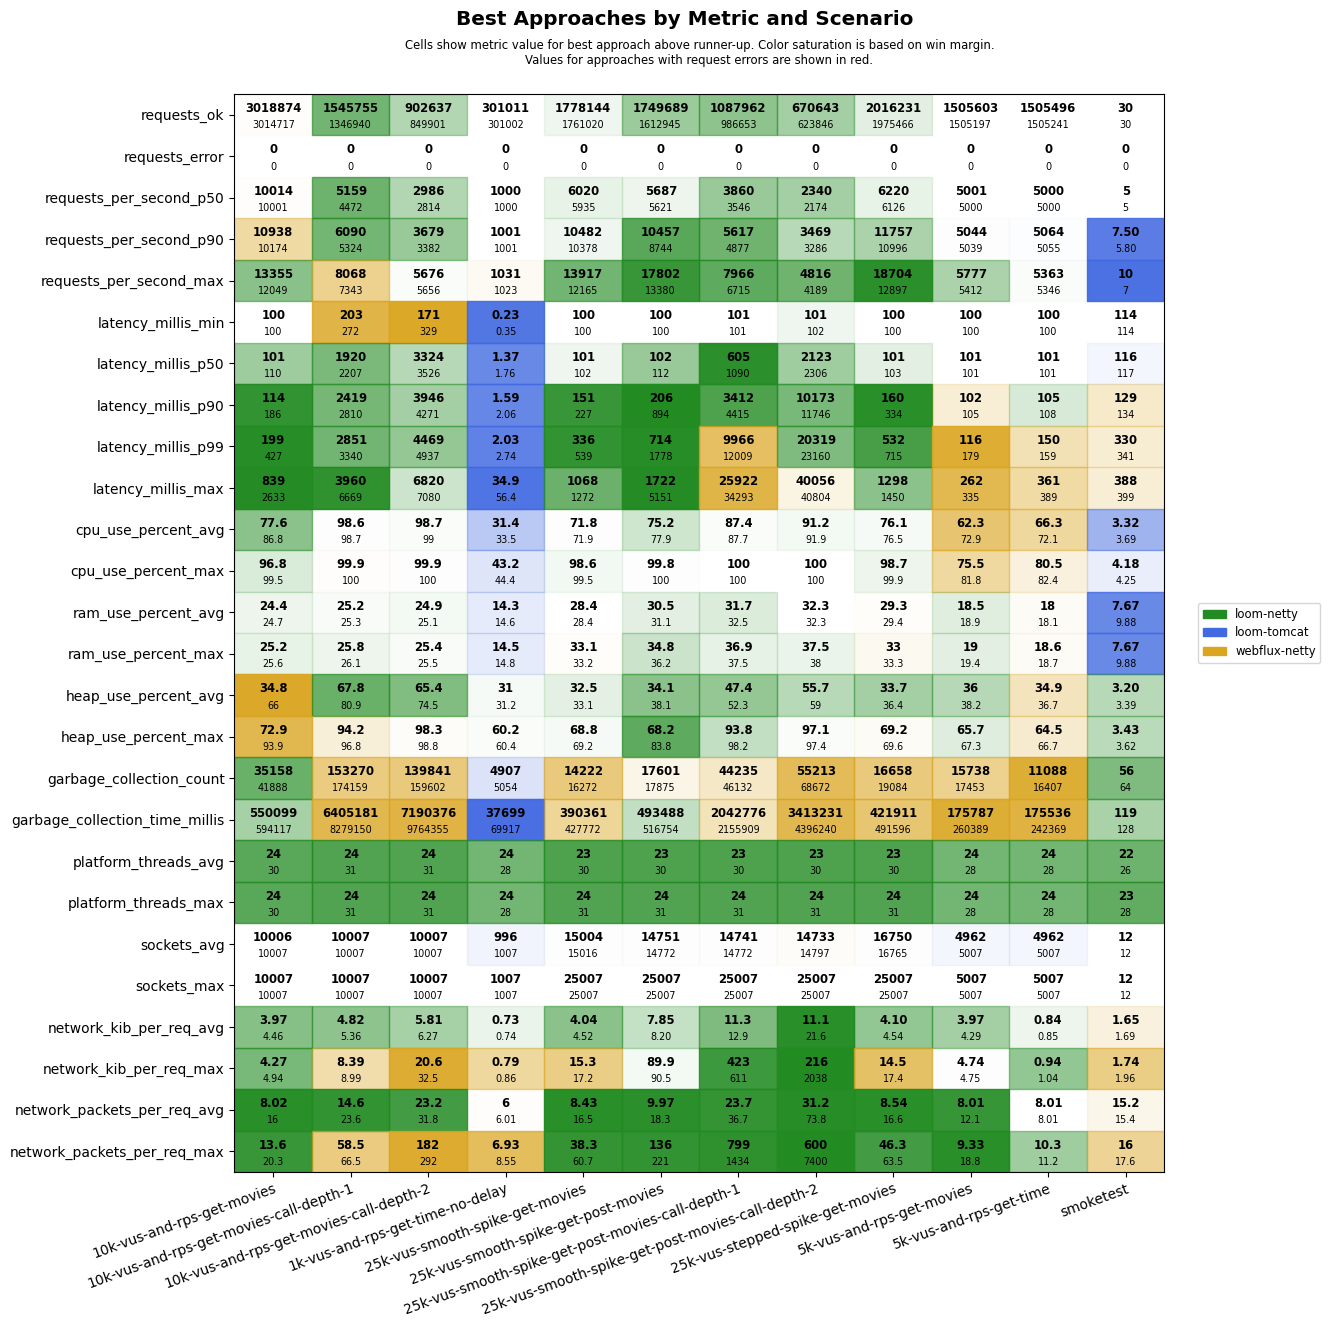 Best Approaches by Metric and Scenario
Cells show metric value for best approach above runner-up. Color saturation is based on win margin.
Values for approaches with request errors are shown in red.
requests_ok 3018874 1545755 902637 301011 1778144 1749689 1087962 670643 2016231 1505603 1505496 30
3014717 1346940 849901 301002 1761020 1612945 986653 623846 1975466 1505197 1505241 30
requests_error 0 0 0 0 0 0 0 0 0 0 0 0
0 0 0 0 0 0 0 0 0 0 0 0
requests_per_second_p50 10014 5159 2986 1000 6020 5687 3860 2340 6220 5001 5000 5
10001 4472 2814 1000 5935 5621 3546 2174 6126 5000 5000 5
requests_per_second_p90 10938 6090 3679 1001 10482 10457 5617 3469 11757 5044 5064 7.50
10174 5324 3382 1001 10378 8744 4877 3286 10996 5039 5055 5.80
requests_per_second_max 13355 8068 5676 1031 13917 17802 7966 4816 18704 5777 5363 10
12049 7343 5656 1023 12165 13380 6715 4189 12897 5412 5346 7
latency_millis_min 100 203 171 0.23 100 100 101 101 100 100 100 114
100 272 329 0.35 100 100 101 102 100 100 100 114
latency_millis_p50 101 1920 3324 1.37 101 102 605 2123 101 101 101 116
110 2207 3526 1.76 102 112 1090 2306 103 101 101 117
latency_millis_p90 114 2419 3946 1.59 151 206 3412 10173 160 102 105 129
186 2810 4271 2.06 227 894 4415 11746 334 105 108 134
latency_millis_p99 199 2851 4469 2.03 336 714 9966 20319 532 116 150 330
427 3340 4937 2.74 539 1778 12009 23160 715 179 159 341
latency_millis_max 839 3960 6820 34.9 1068 1722 25922 40056 1298 262 361 388
2633 6669 7080 56.4 1272 5151 34293 40804 1450 335 389 399
cpu_use_percent_avg 77.6 98.6 98.7 31.4 71.8 75.2 87.4 91.2 76.1 62.3 66.3 3.32
86.8 98.7 99 33.5 71.9 77.9 87.7 91.9 76.5 72.9 72.1 3.69
cpu_use_percent_max 96.8 99.9 99.9 43.2 98.6 99.8 100 100 98.7 75.5 80.5 4.18
99.5 100 100 44.4 99.5 100 100 100 99.9 81.8 82.4 4.25
ram_use_percent_avg 24.4 25.2 24.9 14.3 28.4 30.5 31.7 32.3 29.3 18.5 18 7.67
24.7 25.3 25.1 14.6 28.4 31.1 32.5 32.3 29.4 18.9 18.1 9.88
ram_use_percent_max 25.2 25.8 25.4 14.5 33.1 34.8 36.9 37.5 33 19 18.6 7.67
25.6 26.1 25.5 14.8 33.2 36.2 37.5 38 33.3 19.4 18.7 9.88
heap_use_percent_avg 34.8 67.8 65.4 31 32.5 34.1 47.4 55.7 33.7 36 34.9 3.20
66 80.9 74.5 31.2 33.1 38.1 52.3 59 36.4 38.2 36.7 3.39
heap_use_percent_max 72.9 94.2 98.3 60.2 68.8 68.2 93.8 97.1 69.2 65.7 64.5 3.43
93.9 96.8 98.8 60.4 69.2 83.8 98.2 97.4 69.6 67.3 66.7 3.62
garbage_collection_count 35158 153270 139841 4907 14222 17601 44235 55213 16658 15738 11088 56
41888 174159 159602 5054 16272 17875 46132 68672 19084 17453 16407 64
garbage_collection_time_millis 550099 6405181 7190376 37699 390361 493488 2042776 3413231 421911 175787 175536 119
594117 8279150 9764355 69917 427772 516754 2155909 4396240 491596 260389 242369 128
platform_threads_avg 24 24 24 24 23 23 23 23 23 24 24 22
30 31 31 28 30 30 30 30 30 28 28 26
platform_threads_max 24 24 24 24 24 24 24 24 24 24 24 23
30 31 31 28 31 31 31 31 31 28 28 28
sockets_avg 10006 10007 10007 996 15004 14751 14741 14733 16750 4962 4962 12
10007 10007 10007 1007 15016 14772 14772 14797 16765 5007 5007 12
sockets_max 10007 10007 10007 1007 25007 25007 25007 25007 25007 5007 5007 12
10007 10007 10007 1007 25007 25007 25007 25007 25007 5007 5007 12
network_kib_per_req_avg 3.97 4.82 5.81 0.73 4.04 7.85 11.3 11.1 4.10 3.97 0.84 1.65
4.46 5.36 6.27 0.74 4.52 8.20 12.9 21.6 4.54 4.29 0.85 1.69
network_kib_per_req_max 4.27 8.39 20.6 0.79 15.3 89.9 423 216 14.5 4.74 0.94 1.74
4.94 8.99 32.5 0.86 17.2 90.5 611 2038 17.4 4.75 1.04 1.96
network_packets_per_req_avg 8.02 14.6 23.2 6 8.43 9.97 23.7 31.2 8.54 8.01 8.01 15.2
16 23.6 31.8 6.01 16.5 18.3 36.7 73.8 16.6 12.1 8.01 15.4
network_packets_per_req_max 13.6 58.5 182 6.93 38.3 136 799 600 46.3 9.33 10.3 16
20.3 66.5 292 8.55 60.7 221 1434 7400 63.5 18.8 11.2 17.6
10k-vus-and-rps-get-movies
10k-vus-and-rps-get-movies-call-depth-1
10k-vus-and-rps-get-movies-call-depth-2
1k-vus-and-rps-get-time-no-delay
25k-vus-smooth-spike-get-movies
25k-vus-smooth-spike-get-post-movies
25k-vus-smooth-spike-get-post-movies-call-depth-1
25k-vus-smooth-spike-get-post-movies-call-depth-2
25k-vus-stepped-spike-get-movies
5k-vus-and-rps-get-movies
5k-vus-and-rps-get-time
smoketest
loom-netty
loom-tomcat
webflux-netty